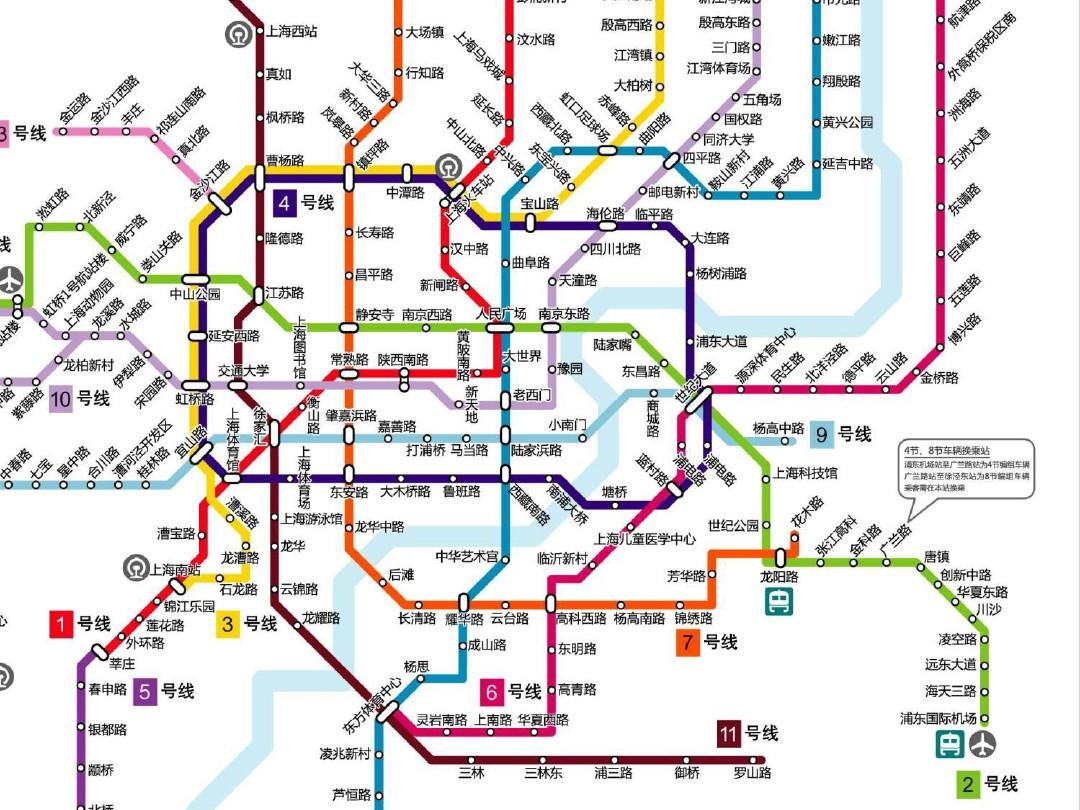 上海西站
真如
枫桥路
曹杨路
隆德路
江苏路
交通大学
徐家汇
上海游泳馆
龙华
云锦路
龙耀路
东方体育中心
三林
三林东
浦三路
御桥
罗山路
11 号线
大场镇
行知路
大华三路
新村路
岚皋路
镇坪路
长寿路
昌平路
静安寺
常熟路
肇嘉浜路
东安路
龙华中路
后滩
长清路
耀华路
云台路
高科西路
杨高南路
锦绣路
芳华路
龙阳路
花木路
7 号线
汶水路
上海马戏城
延长路
中山北路
上海火车站
汉中路
新闸路
人民广场
黄陂南路
陕西南路
衡山路
上海体育馆
漕宝路
上海南站
锦江乐园
莲花路
外环路
莘庄
1 号线
春申路
银都路
颛桥
5 号线
殷高西路
江湾镇
大柏树
赤峰路
虹口足球场
东宝兴路
宝山路
中潭路
金沙江路
中山公园
延安西路
虹桥路
宜山路
漕溪路
龙漕路
石龙路
3 号线
4 号线
海伦路
临平路
大连路
杨树浦路
浦东大道
世纪大道
浦电路
浦电路
蓝村路
塘桥
南浦大桥
西藏南路
鲁班路
大木桥路
上海体育场
殷高东路
三门路
江湾体育场
五角场
国权路
同济大学
四平路
邮电新村
四川北路
天潼路
南京东路
豫园
老西门
新天地
上海图书馆
宋园路
伊犁路
水城路
龙溪路
上海动物园
虹桥1号航站楼
龙柏新村
紫藤路
10 号线
嫩江路
翔殷路
黄兴公园
延吉中路
黄兴路
江浦路
鞍山新村
曲阳路
西藏北路
中兴路
曲阜路
大世界
陆家浜路
中华艺术宫
成山路
杨思
凌兆新村
芦恒路
航津路
外高桥保税区南
洲海路
五洲大道
东靖路
巨峰路
五莲路
博兴路
金桥路
云山路
德平路
北洋泾路
民生路
源深体育中心
上海儿童医学中心
临沂新村
东明路
高青路
华夏西路
上南路
灵岩南路
6 号线
号线
金运路
金沙江西路
丰庄
祁连山南路
真北路
淞虹路
北新泾
威宁路
娄山关路
南京西路
陆家嘴
东昌路
上海科技馆
世纪公园
张江高科
金科路
广兰路
唐镇
创新中路
华夏东路
川沙
凌空路
远东大道
海天三路
浦东国际机场
2 号线
七宝
星中路
合川路
漕河泾开发区
桂林路
嘉善路
打浦桥
马当路
小南门
商城路
杨高中路
9 号线
4节、8节车辆换乘站
浦东机场站至广兰路站为4节编组车辆
广兰路站至徐泾东站为8节编组车辆
乘客需在本站换乘